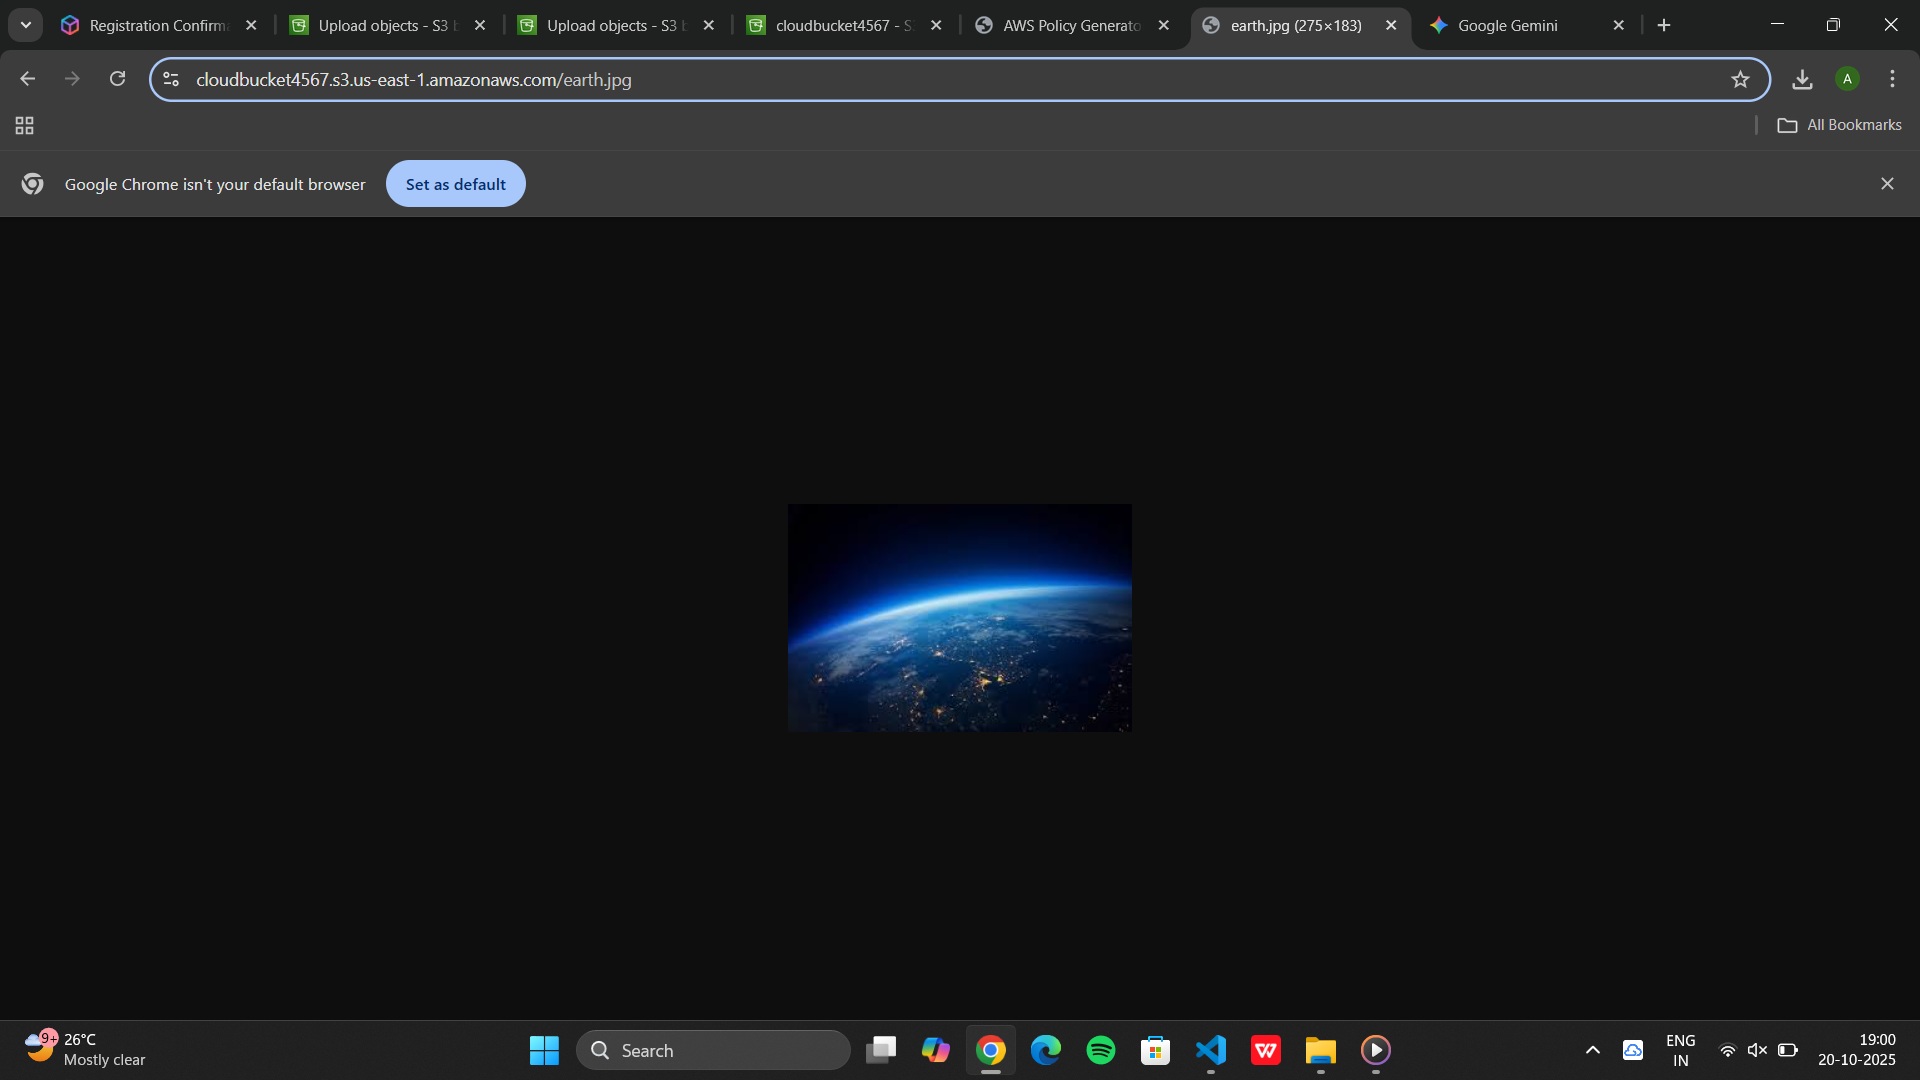 Registration Confirma
Upload objects - S3 b
Upload objects - S3 b
cloudbucket4567 - S
AWS Policy Generato
earth.jpg (275×183)
Google Gemini
cloudbucket4567.s3.us-east-1.amazonaws.com/earth.jpg
A
All Bookmarks
Google Chrome isn't your default browser
Set as default
9+
26°C
Mostly clear
Search
W
ENG
IN
19:00
20-10-2025